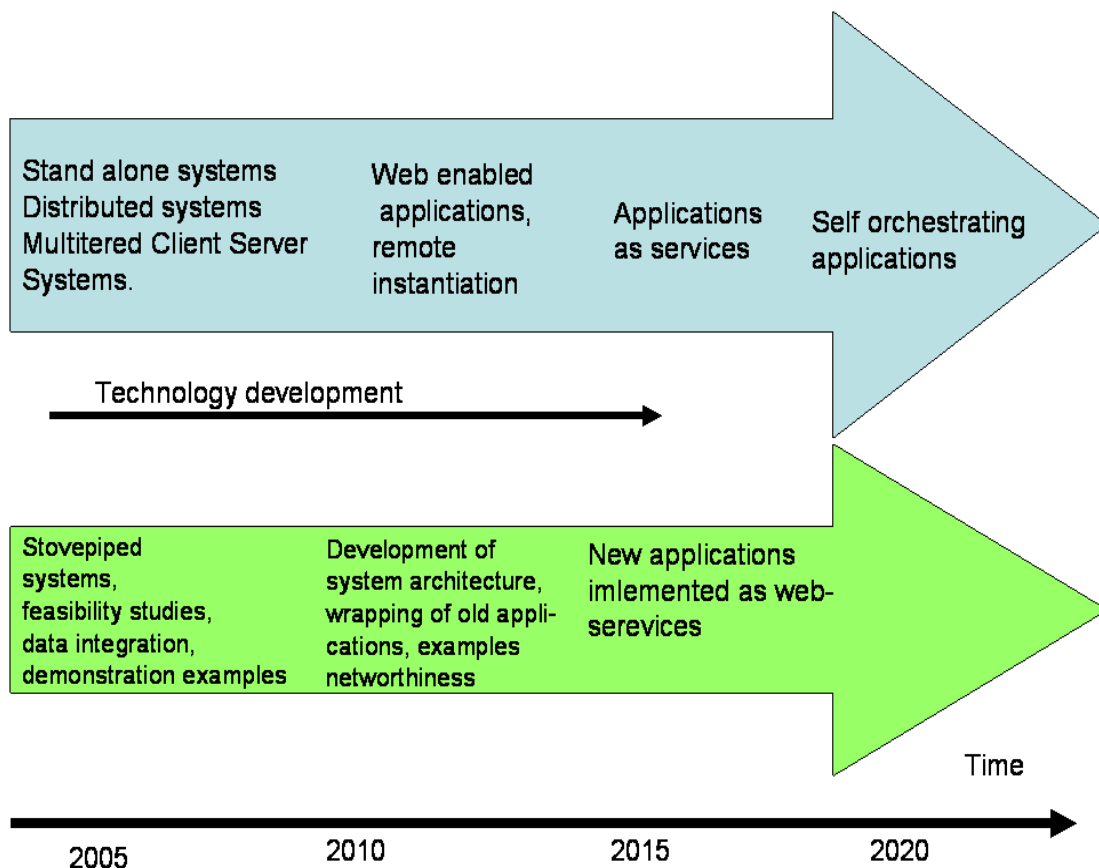 Stand alone systems
Distributed systems
Multitered Client Server
Systems.
Web enabled
applications,
remote
instantiation
Applications
as services
Self orchestrating
applications
Technology development
Stovepiped
systems,
feasibility studies,
data integration,
demonstration examples
Development of
system architecture,
wrapping of old appli-
cations, examples
networthiness
New applications
imlemented as web-
serevices
Time
2005
2010
2015
2020